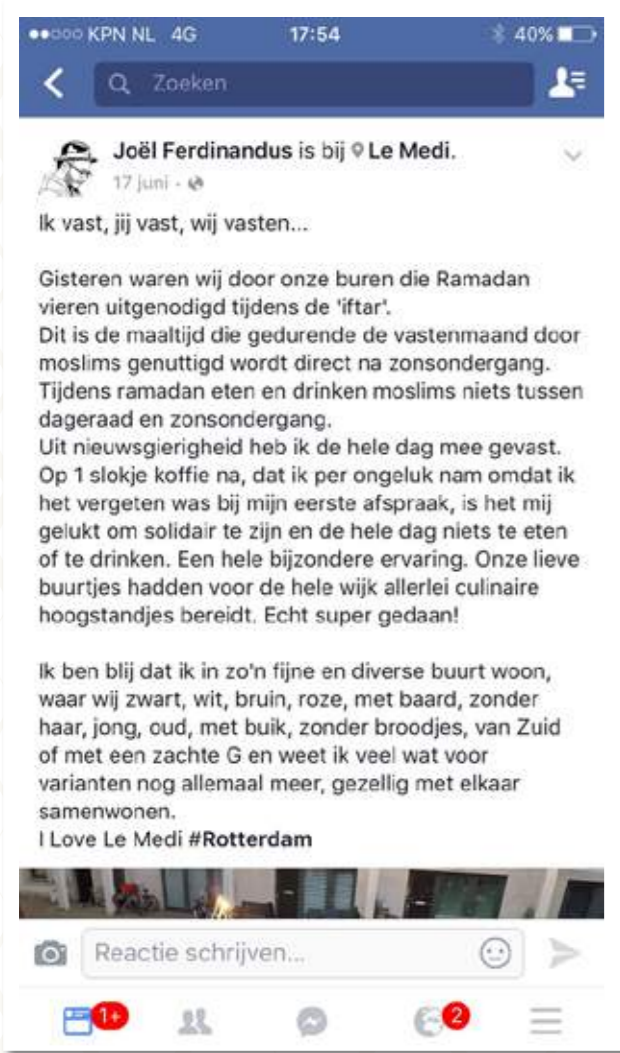 KPN NL 4G 17:54 40%
Zoeken
Joël Ferdinandus is bij Le Medi.
17 juni
Ik vast, jij vast, wij vasten...
Gisteren waren wij door onze buren die Ramadan
vieren uitgenodigd tijdens de 'iftar'.
Dit is de maaltijd die gedurende de vastenmaand door
moslims genuttigd wordt direct na zonsondergang.
Tijdens ramadan eten en drinken moslims niets tussen
dageraad en zonsondergang.
Uit nieuwsgierigheid heb ik de hele dag mee gevast.
Op 1 slokje koffie na, dat ik per ongeluk nam omdat ik
het vergeten was bij mijn eerste afspraak, is het mij
gelukt om solidair te zijn en de hele dag niets te eten
of te drinken. Een hele bijzondere ervaring. Onze lieve
buurtjes hadden voor de hele wijk allerlei culinaire
hoogstandjes bereidt. Echt super gedaan!
Ik ben blij dat ik in zo'n fijne en diverse buurt woon,
waar wij zwart, wit, bruin, roze, met baard, zonder
haar, jong, oud, met buik, zonder broodjes, van Zuid
of met een zachte G en weet ik veel wat voor
varianten nog allemaal meer, gezellig met elkaar
samenwonen.
I Love Le Medi #Rotterdam
Reactie schrijven...
1+ 2